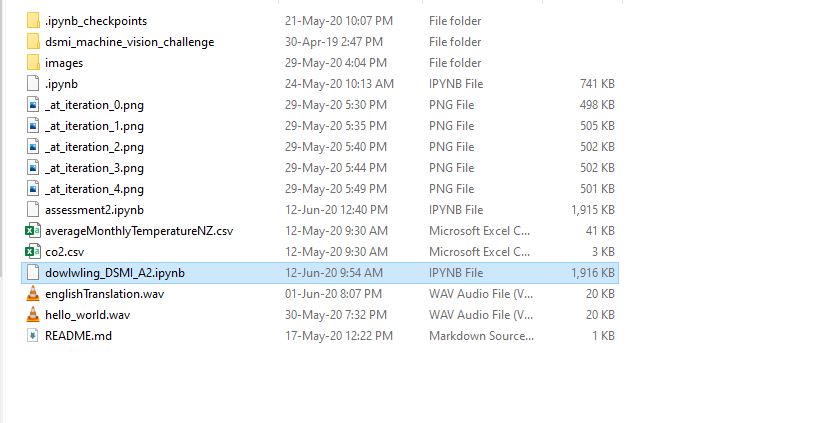 .ipynb_checkpoints 21-May-20 10:07 PM File folder
dsmi_machine_vision_challenge 30-Apr-19 2:47 PM File folder
images 29-May-20 4:04 PM File folder
.ipynb 24-May-20 10:13 AM IPYNB File 741 KB
_at_iteration_0.png 29-May-20 5:30 PM PNG File 498 KB
_at_iteration_1.png 29-May-20 5:35 PM PNG File 505 KB
_at_iteration_2.png 29-May-20 5:40 PM PNG File 502 KB
_at_iteration_3.png 29-May-20 5:44 PM PNG File 502 KB
_at_iteration_4.png 29-May-20 5:49 PM PNG File 501 KB
assessment2.ipynb 12-Jun-20 12:40 PM IPYNB File 1,915 KB
averageMonthlyTemperatureNZ.csv 12-May-20 9:30 AM Microsoft Excel C... 41 KB
co2.csv 12-May-20 9:30 AM Microsoft Excel C... 3 KB
dowlwling_DSMI_A2.ipynb 12-Jun-20 9:54 AM IPYNB File 1,916 KB
englishTranslation.wav 01-Jun-20 8:07 PM WAV Audio File (V... 20 KB
hello_world.wav 30-May-20 7:32 PM WAV Audio File (V... 20 KB
README.md 17-May-20 12:22 PM Markdown Source... 1 KB